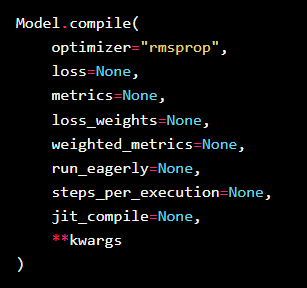 Model.compile(
    optimizer="rmsprop",
    loss=None,
    metrics=None,
    loss_weights=None,
    weighted_metrics=None,
    run_eagerly=None,
    steps_per_execution=None,
    jit_compile=None,
    **kwargs
)